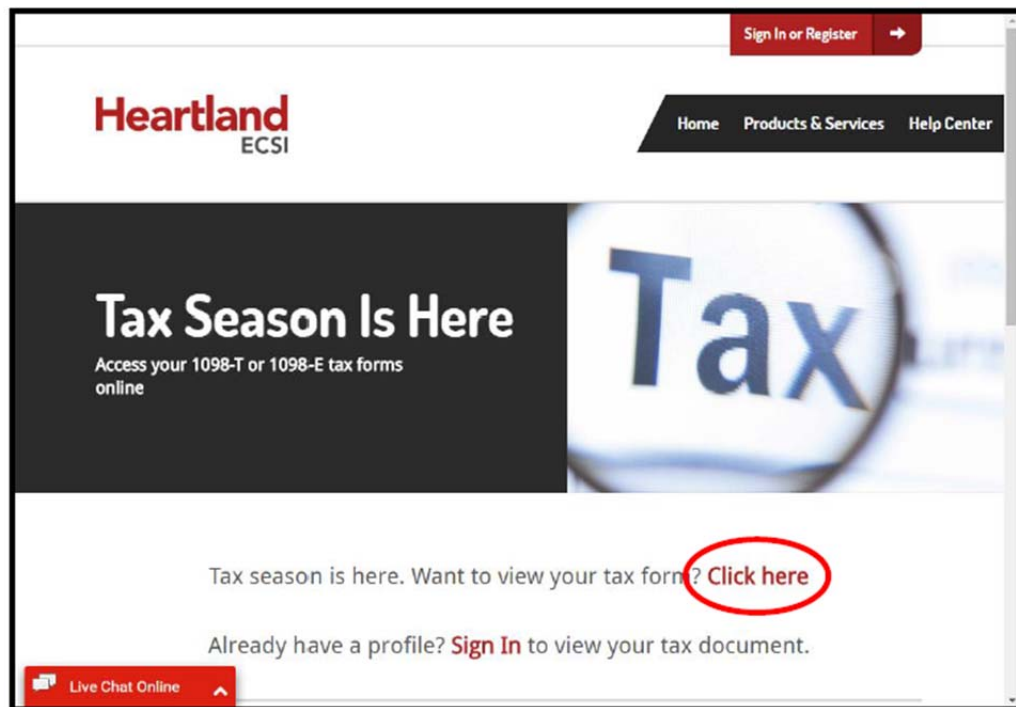 Sign In or Register
Heartland
ECSI
Home Products & Services Help Center
Tax Season Is Here
Access your 1098-T or 1098-E tax forms
online
Tax
Tax season is here. Want to view your tax form? Click here
Already have a profile? Sign In to view your tax document.
Live Chat Online